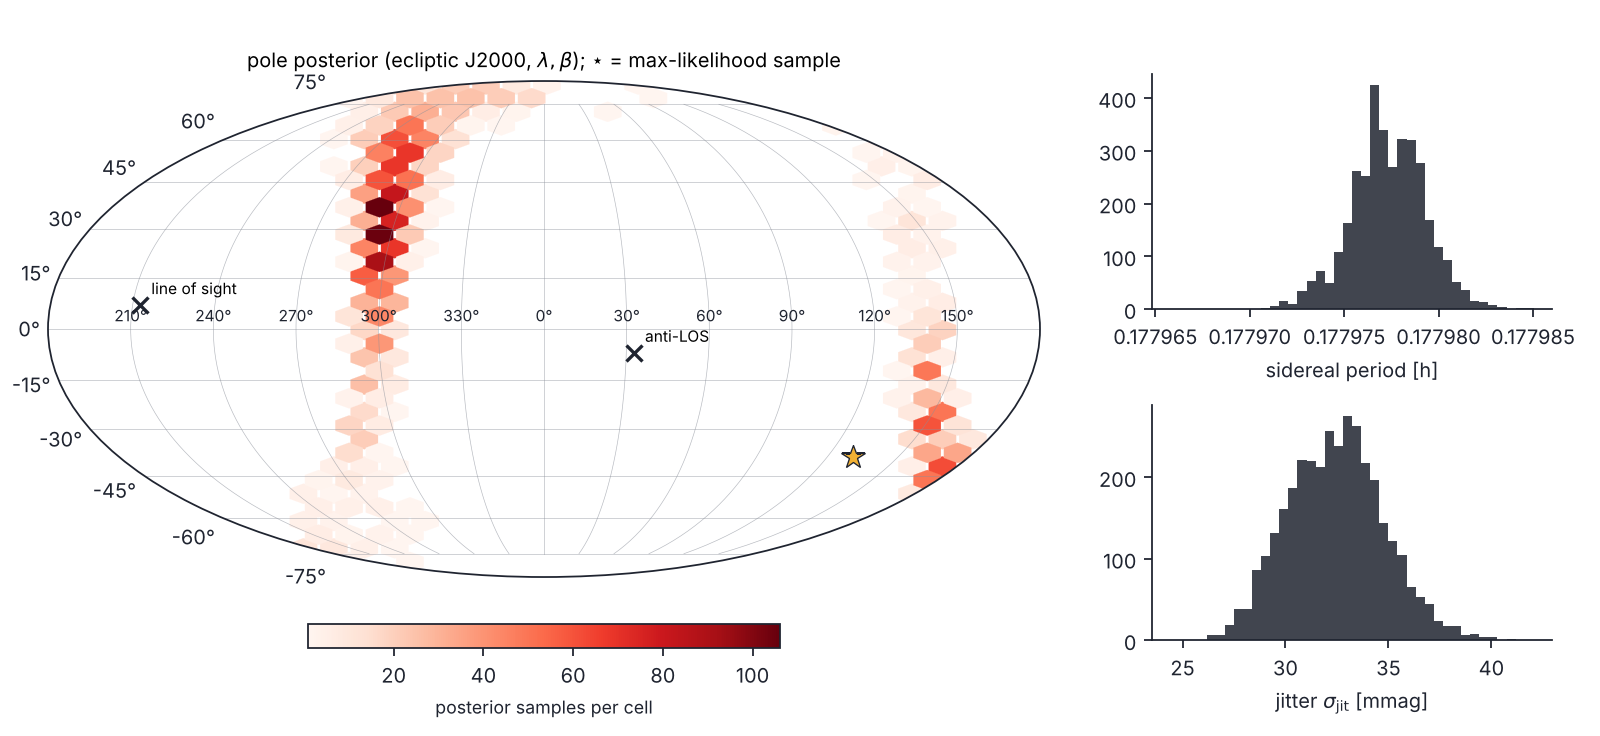 pole posterior (ecliptic J2000, λ, β); ⋆ = max-likelihood sample
75°
60°
45°
30°
15°
0°
-15°
-30°
-45°
-60°
-75°
line of sight
210° 240° 270° 300° 330° 0° 30° 60° 90° 120° 150°
anti-LOS
20 40 60 80 100
posterior samples per cell
400
300
200
100
0
0.177965 0.177970 0.177975 0.177980 0.177985
sidereal period [h]
200
100
0
25 30 35 40
jitter σjit [mmag]